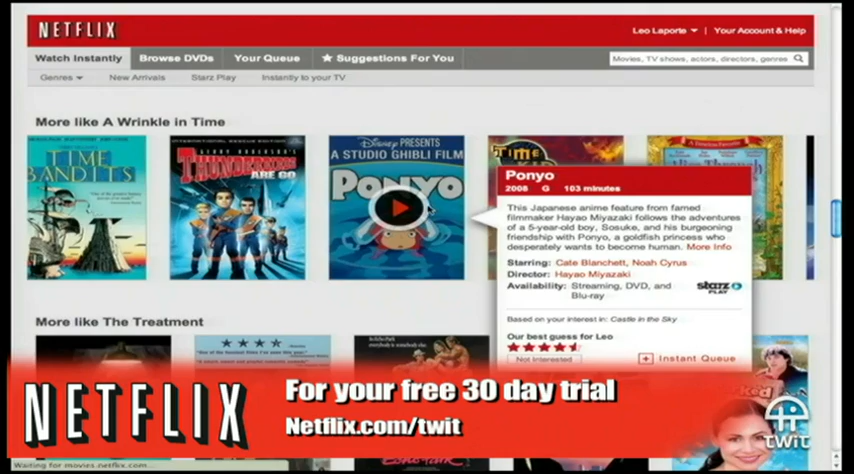 NETFLIX
Leo Laporte | Your Account & Help
Watch Instantly Browse DVDs Your Queue ★ Suggestions For You
Movies, TV shows, actors, directors, genres
Genres New Arrivals Starz Play Instantly to your TV
More like A Wrinkle in Time
TIME BANDITS
THUNDERBIRDS ARE GO
Disney PRESENTS
A STUDIO GHIBLI FILM
PONYO
TIME
Ponyo
2008 G 103 minutes
This Japanese anime feature from famed
filmmaker Hayao Miyazaki follows the adventures
of a 5-year-old boy, Sosuke, and his burgeoning
friendship with Ponyo, a goldfish princess who
desperately wants to become human. More Info
Starring: Cate Blanchett, Noah Cyrus
Director: Hayao Miyazaki
Availability: Streaming, DVD, and
Blu-ray
starz PLAY
Based on your interest in: Castle in the Sky
Our best guess for Leo
Not Interested
Instant Queue
More like The Treatment
NETFLIX
For your free 30 day trial
Netflix.com/twit
twit
Waiting for movies.netflix.com...